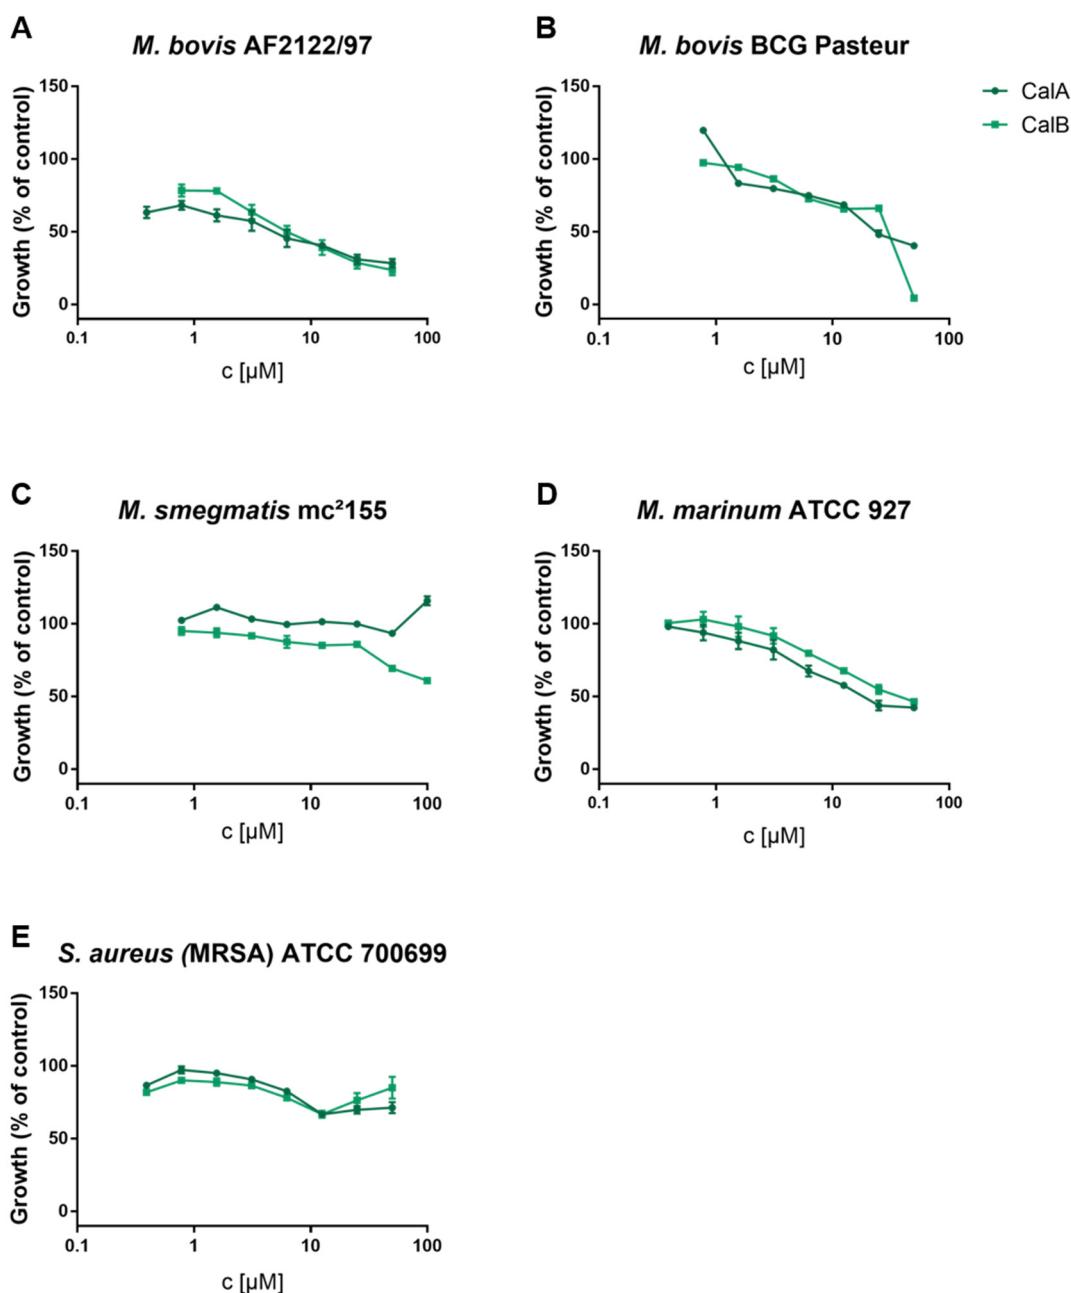 A
M. bovis AF2122/97
Growth (% of control)
150
100
50
0
0.1 1 10 100
c [µM]
B
M. bovis BCG Pasteur
Growth (% of control)
150
100
50
0
0.1 1 10 100
c [µM]
CalA
CalB
C
M. smegmatis mc²155
Growth (% of control)
150
100
50
0
0.1 1 10 100
c [µM]
D
M. marinum ATCC 927
Growth (% of control)
150
100
50
0
0.1 1 10 100
c [µM]
E
S. aureus (MRSA) ATCC 700699
Growth (% of control)
150
100
50
0
0.1 1 10 100
c [µM]